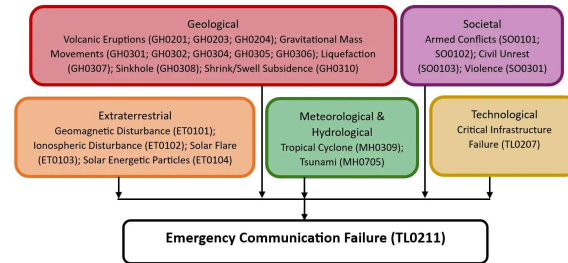 Geological
Volcanic Eruptions (GH0201; GH0203; GH0204); Gravitational Mass
Movements (GH0301; GH0302; GH0304; GH0305; GH0306); Liquefaction
(GH0307); Sinkhole (GH0308); Shrink/Swell Subsidence (GH0310)
Societal
Armed Conflicts (SO0101;
SO0102); Civil Unrest
(SO0103); Violence (SO0301)
Extraterrestrial
Geomagnetic Disturbance (ET0101);
Ionospheric Disturbance (ET0102); Solar Flare
(ET0103); Solar Energetic Particles (ET0104)
Meteorological &
Hydrological
Tropical Cyclone (MH0309);
Tsunami (MH0705)
Technological
Critical Infrastructure
Failure (TL0207)
Emergency Communication Failure (TL0211)